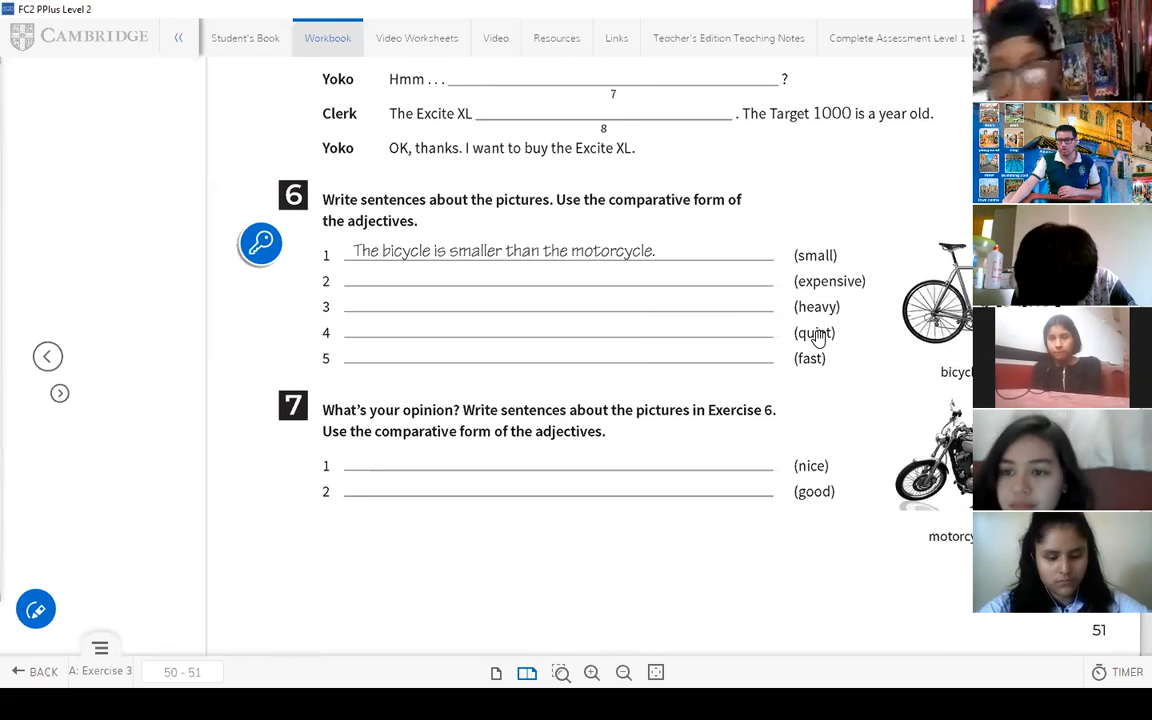 FC2 PPlus Level 2
CAMBRIDGE
Student's Book Workbook Video Worksheets Video Resources Links Teacher's Edition Teaching Notes Complete Assessment Level 1
Yoko Hmm . . . ?
7
Clerk The Excite XL . The Target 1000 is a year old.
8
Yoko OK, thanks. I want to buy the Excite XL.
6 Write sentences about the pictures. Use the comparative form of
the adjectives.
1 The bicycle is smaller than the motorcycle. (small)
2 (expensive)
3 (heavy)
4
5 (fast)
7 What's your opinion? Write sentences about the pictures in Exercise 6.
Use the comparative form of the adjectives.
1 (nice)
2 (good)
51
BACK A: Exercise 3 50 - 51 TIMER